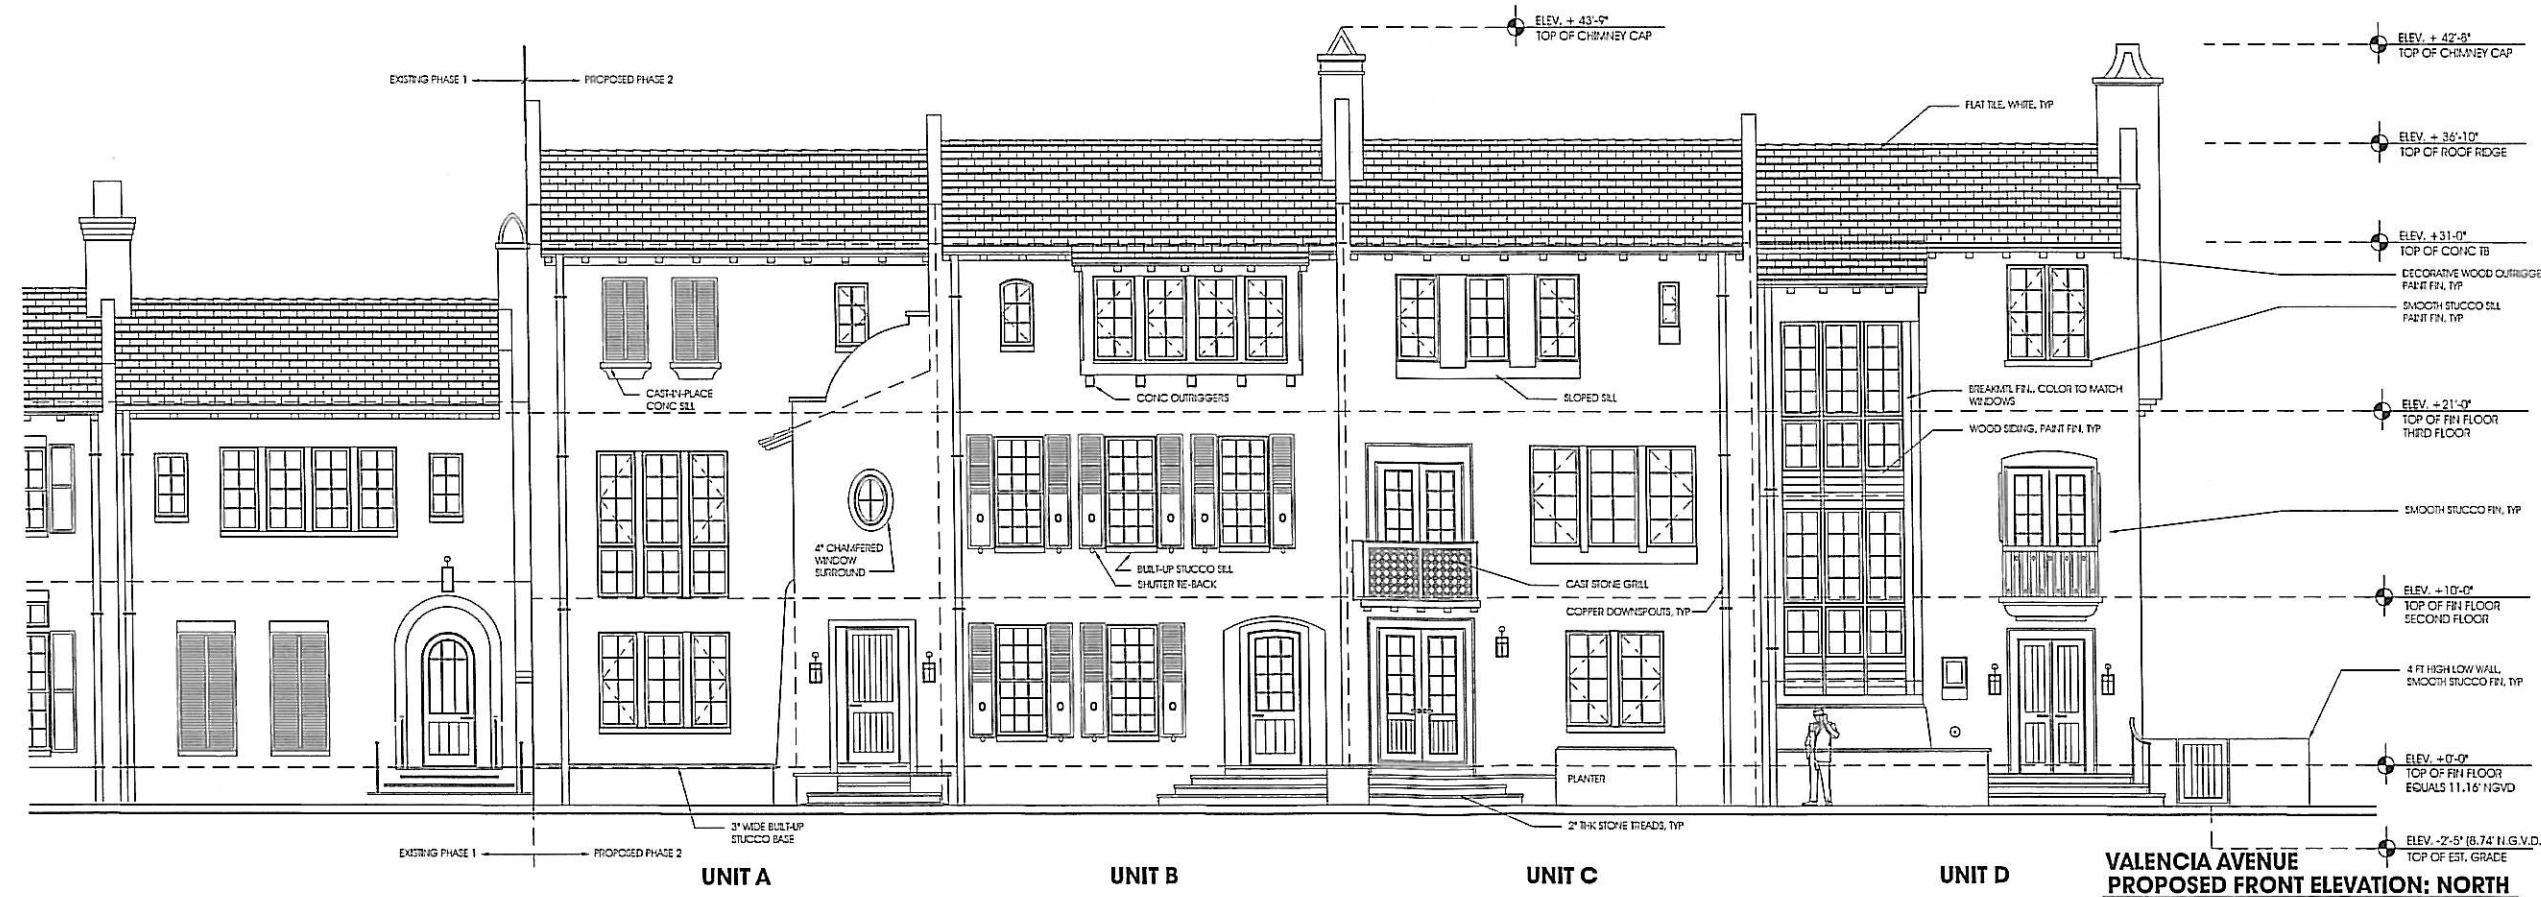 ELEV. + 43'-9"
TOP OF CHIMNEY CAP
ELEV. + 42'-8"
TOP OF CHIMNEY CAP
EXISTING PHASE 1
PROPOSED PHASE 2
FLAT TILE, WHITE, TYP
ELEV. + 36'-10"
TOP OF ROOF RIDGE
ELEV. +31-0"
TOP OF CONC TB
DECORATIVE WOOD OUTRIGGE
PAINT FIN, TYP
SMOOTH STUCCO SILL
PAINT FIN, TYP
CAST-IN-PLACE
CONC SILL
CONC OUTRIGGERS
SLOPED SILL
BREAKMTL FIN., COLOR TO MATCH
WINDOWS
WOOD SIDING, PAINT FIN, TYP
ELEV. +21'-0"
TOP OF FIN FLOOR
THIRD FLOOR
SMOOTH STUCCO FIN, TYP
4" CHAMFERED
WINDOW
SURROUND
BUILT-UP STUCCO SILL
SHUTTER TIE-BACK
CAST STONE GRILL
COPPER DOWNSPOUTS, TYP
ELEV. +10'-0"
TOP OF FIN FLOOR
SECOND FLOOR
4 FT HIGH LOW WALL,
SMOOTH STUCCO FIN, TYP
PLANTER
ELEV. +0'-0"
TOP OF FIN FLOOR
EQUALS 11.16' NGVD
3" WIDE BUILT-UP
STUCCO BASE
2" THK STONE TREADS, TYP
EXISTING PHASE 1
PROPOSED PHASE 2
ELEV. -2'-5" (8.74' N.G.V.D.
TOP OF EST. GRADE
UNIT A
UNIT B
UNIT C
UNIT D
VALENCIA AVENUE
PROPOSED FRONT ELEVATION: NORTH